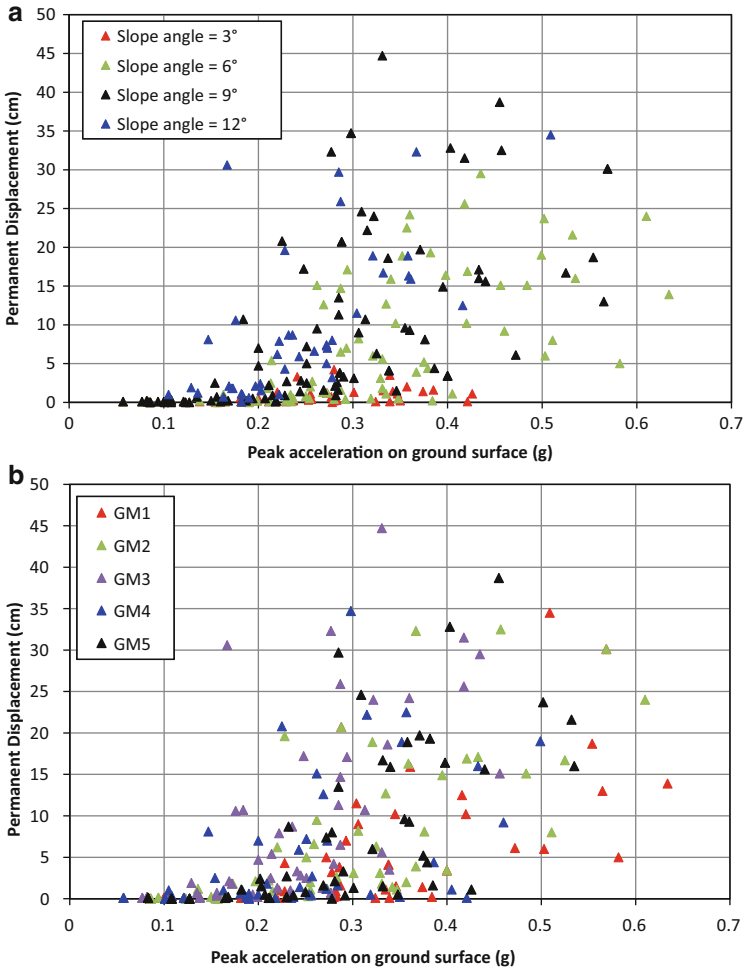 a
50
45
40
35
30
25
20
15
10
5
0
Permanent Displacement (cm)
Slope angle = 3°
Slope angle = 6°
Slope angle = 9°
Slope angle = 12°
0 0.1 0.2 0.3 0.4 0.5 0.6 0.7
Peak acceleration on ground surface (g)
b
50
45
40
35
30
25
20
15
10
5
0
Permanent Displacement (cm)
GM1
GM2
GM3
GM4
GM5
0 0.1 0.2 0.3 0.4 0.5 0.6 0.7
Peak acceleration on ground surface (g)